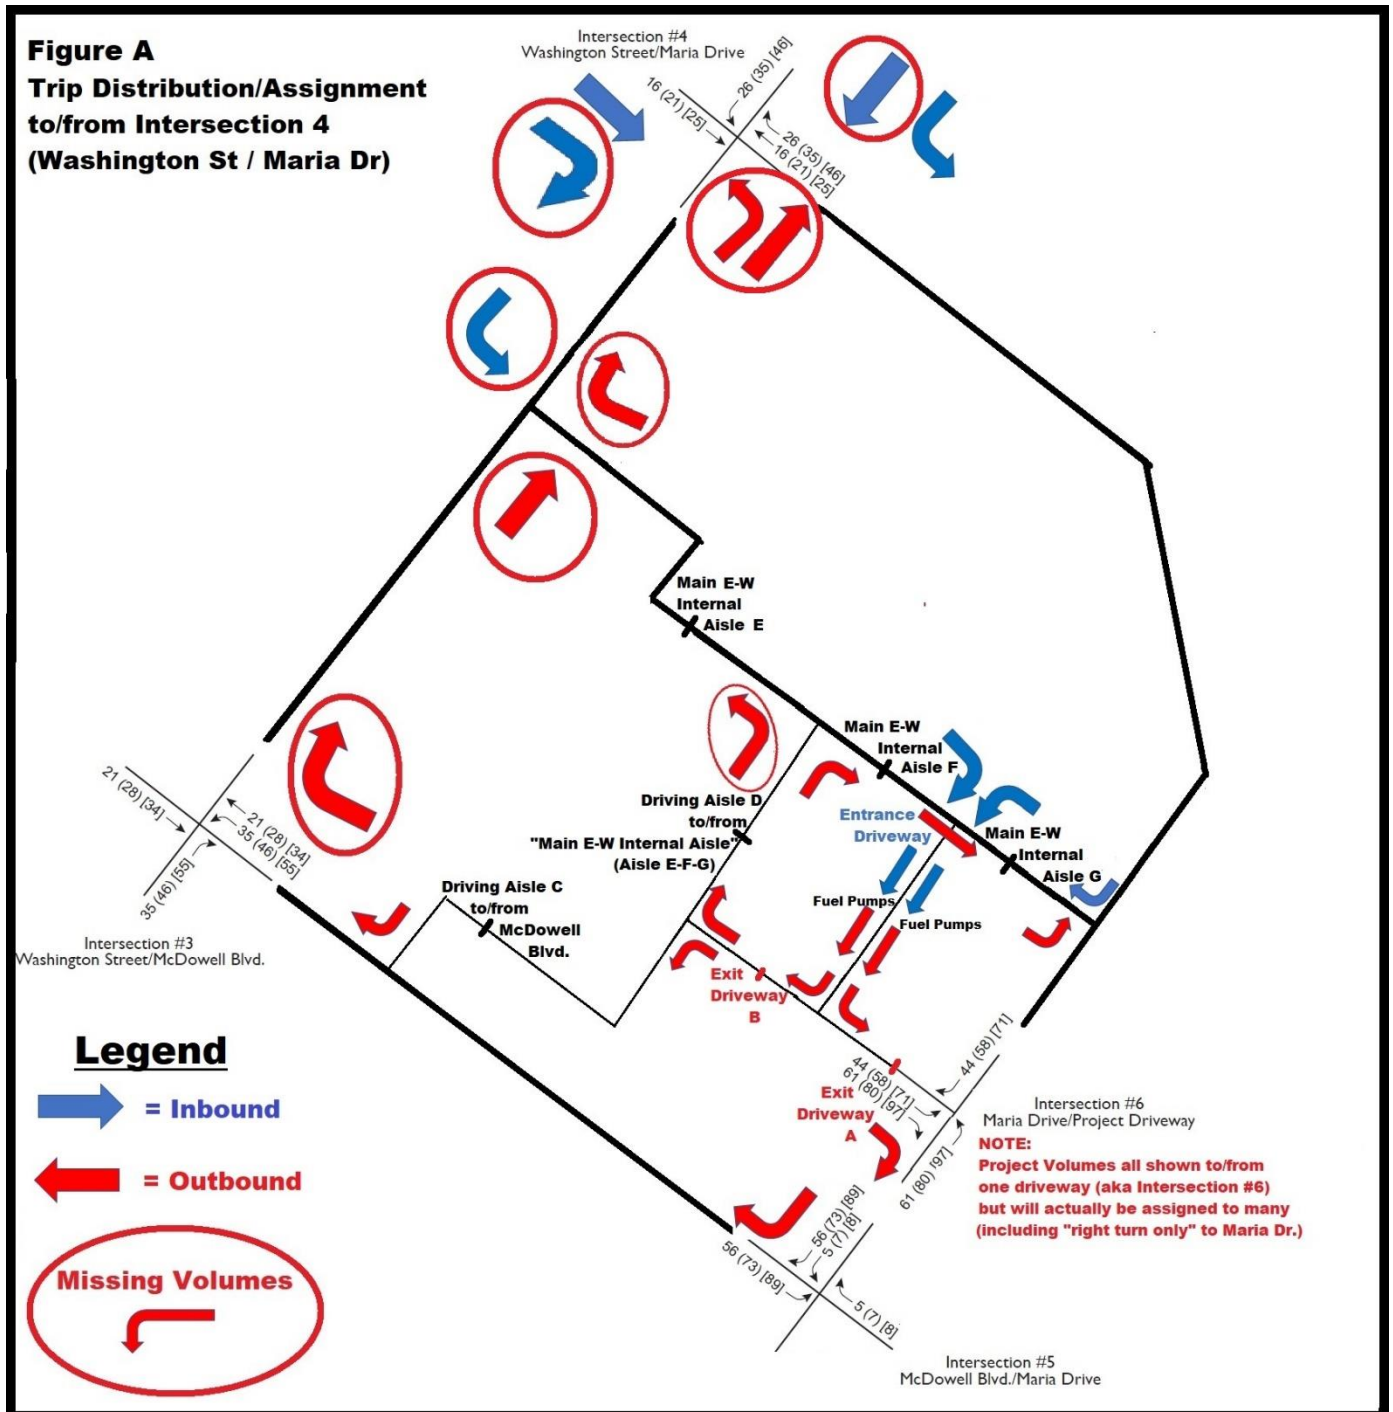 Figure A
Trip Distribution/Assignment
to/from Intersection 4
(Washington St / Maria Dr)
Intersection #4
Washington Street/Maria Drive
16 (21) [25]
26 (35) [46]
26 (35) [46]
16 (21) [25]
Main E-W
Internal
Aisle E
Main E-W
Internal
Aisle F
Driving Aisle D
to/from
"Main E-W Internal Aisle"
(Aisle E-F-G)
Entrance
Driveway
Main E-W
Internal
Aisle G
Fuel Pumps
Fuel Pumps
21 (28) [34]
21 (28) [34]
35 (46) [55]
35 (46) [55]
Intersection #3
Washington Street/McDowell Blvd.
Driving Aisle C
to/from
McDowell
Blvd.
Exit
Driveway
B
44 (58) [71]
61 (80) [97]
44 (58) [71]
61 (80) [97]
Exit
Driveway
A
Intersection #6
Maria Drive/Project Driveway
NOTE:
Project Volumes all shown to/from
one driveway (aka Intersection #6)
but will actually be assigned to many
(including "right turn only" to Maria Dr.)
56 (73) [89]
5 (7) [8]
56 (73) [89]
5 (7) [8]
Intersection #5
McDowell Blvd./Maria Drive
Legend
= Inbound
= Outbound
Missing Volumes